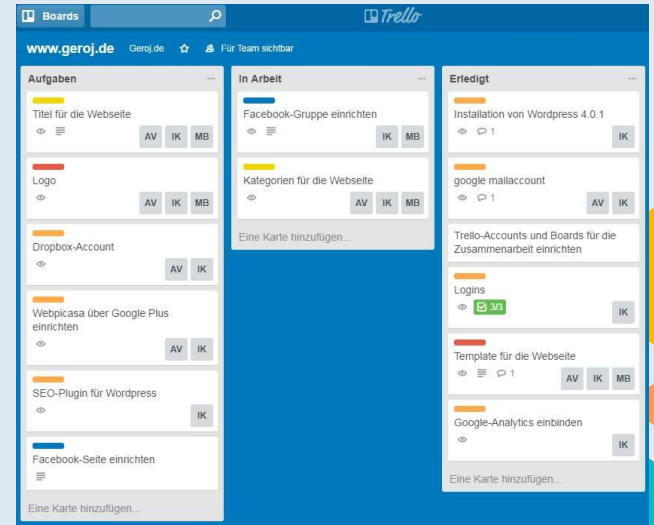 Boards
Trello
www.geroj.de Geroj.de Für Team sichtbar
Aufgaben
Titel für die Webseite
AV IK MB
Logo
AV IK MB
Dropbox-Account
AV IK
Webpicasa über Google Plus
einrichten
AV IK
SEO-Plugin für Wordpress
IK
Facebook-Seite einrichten
Eine Karte hinzufügen...
In Arbeit
Facebook-Gruppe einrichten
IK MB
Kategorien für die Webseite
AV IK MB
Eine Karte hinzufügen...
Erledigt
Installation von Wordpress 4.0.1
1
IK
google mailaccount
1
AV IK
Trello-Accounts und Boards für die
Zusammenarbeit einrichten
Logins
3/3
IK
Template für die Webseite
1
AV IK MB
Google-Analytics einbinden
IK
Eine Karte hinzufügen...